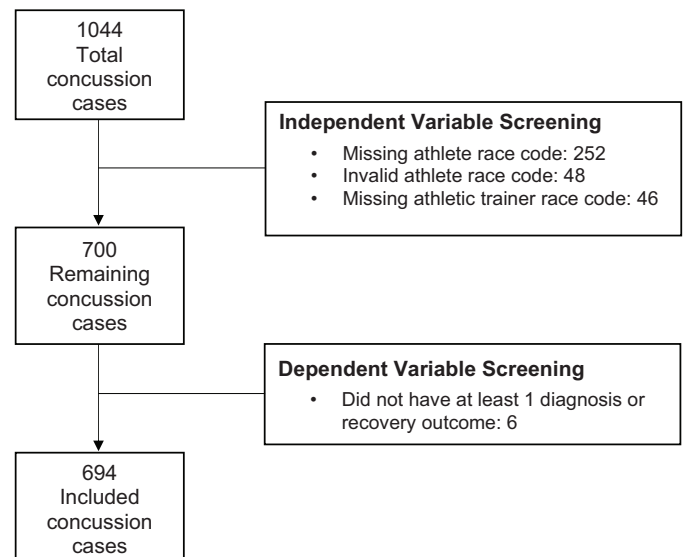 1044
Total
concussion
cases
Independent Variable Screening
• Missing athlete race code: 252
• Invalid athlete race code: 48
• Missing athletic trainer race code: 46
700
Remaining
concussion
cases
Dependent Variable Screening
• Did not have at least 1 diagnosis or
recovery outcome: 6
694
Included
concussion
cases